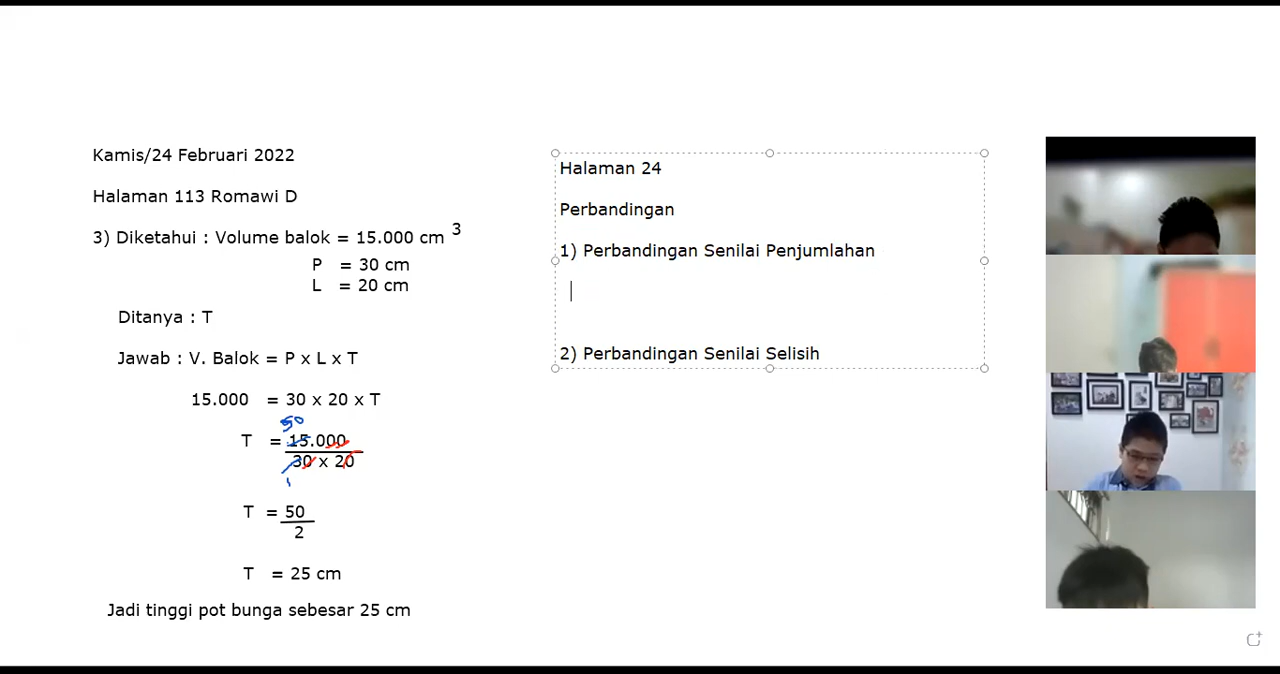 Kamis/24 Februari 2022
Halaman 113 Romawi D
3) Diketahui : Volume balok = 15.000 cm ³
P = 30 cm
L = 20 cm
Ditanya : T
Jawab : V. Balok = P x L x T
15.000 = 30 x 20 x T
50
T = 15.000
30 x 20
1
T = 50
2
T = 25 cm
Jadi tinggi pot bunga sebesar 25 cm
Halaman 24
Perbandingan
1) Perbandingan Senilai Penjumlahan
2) Perbandingan Senilai Selisih